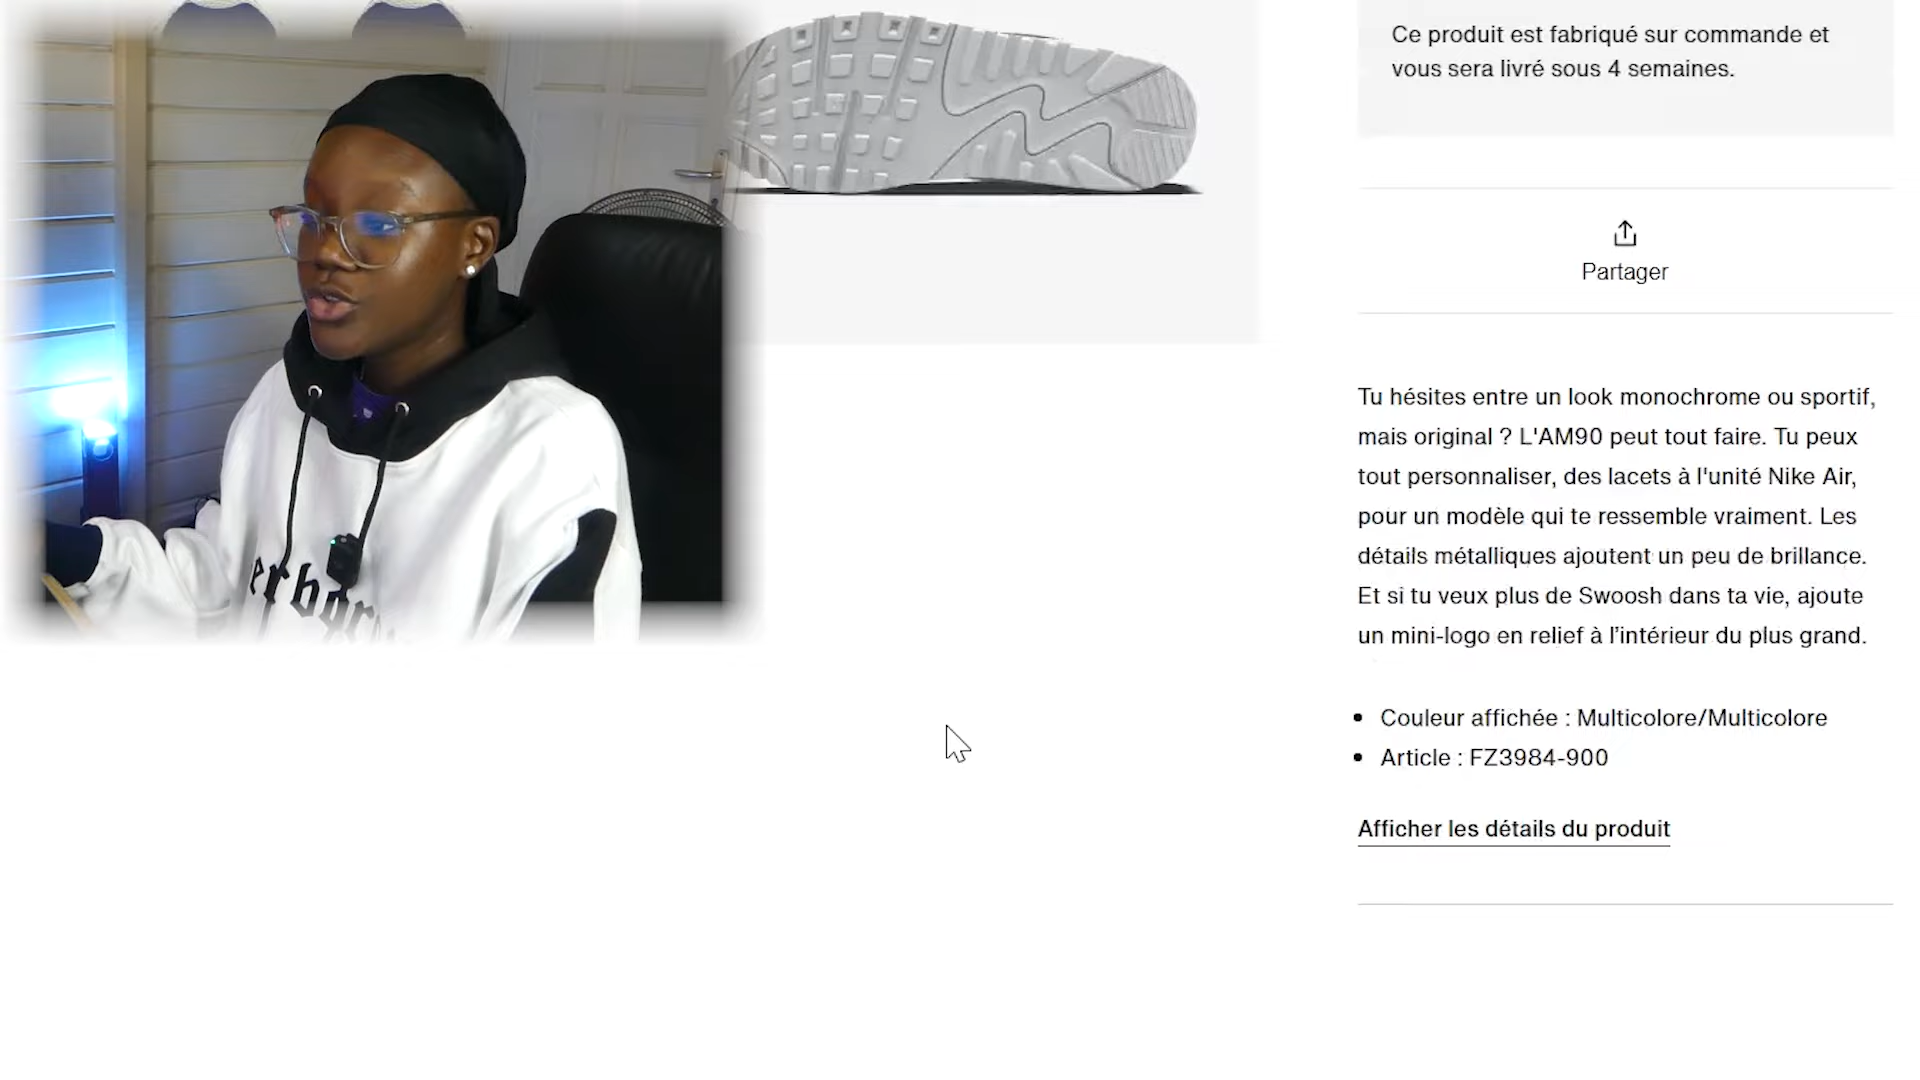 Ce produit est fabriqué sur commande et
vous sera livré sous 4 semaines.
Partager
Tu hésites entre un look monochrome ou sportif,
mais original ? L'AM90 peut tout faire. Tu peux
tout personnaliser, des lacets à l'unité Nike Air,
pour un modèle qui te ressemble vraiment. Les
détails métalliques ajoutent un peu de brillance.
Et si tu veux plus de Swoosh dans ta vie, ajoute
un mini-logo en relief à l’intérieur du plus grand.
Couleur affichée : Multicolore/Multicolore
Article : FZ3984-900
Afficher les détails du produit